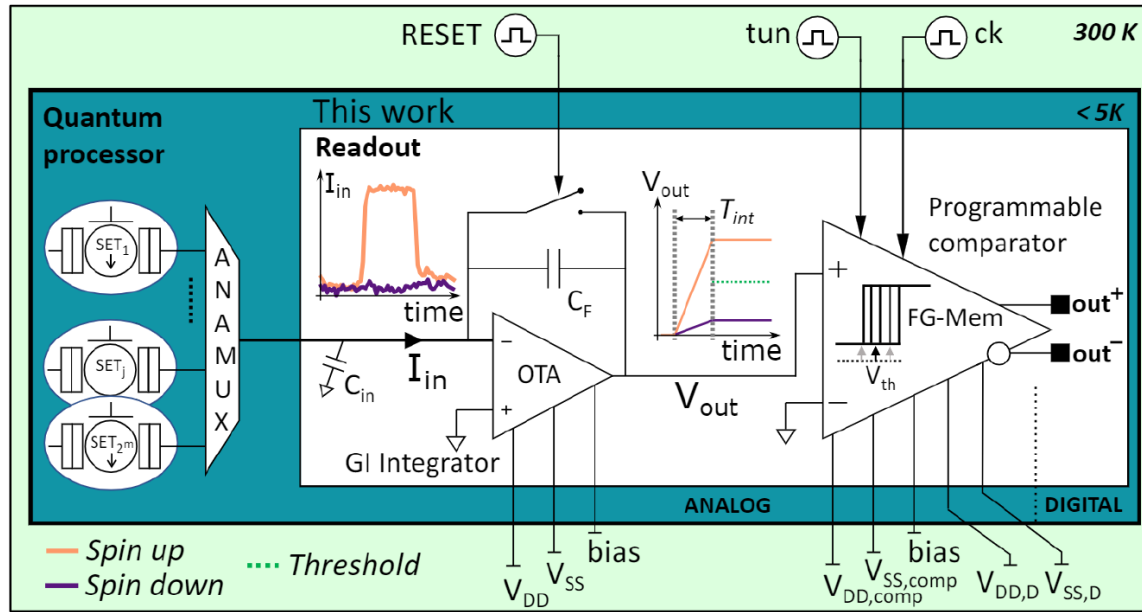 RESET
tun
ck
300 K
This work
< 5K
Quantum
processor
Readout
I_in
time
V_out
T_int
time
Programmable
comparator
SET_1
SET_j
SET_2^m
ANAMUX
C_in
I_in
C_F
−
OTA
+
GI Integrator
V_out
+
−
FG-Mem
V_th
out^+
out^−
ANALOG
DIGITAL
Spin up
Spin down
Threshold
V_DD
V_SS
bias
V_DD,comp
V_SS,comp
bias
V_DD,D
V_SS,D